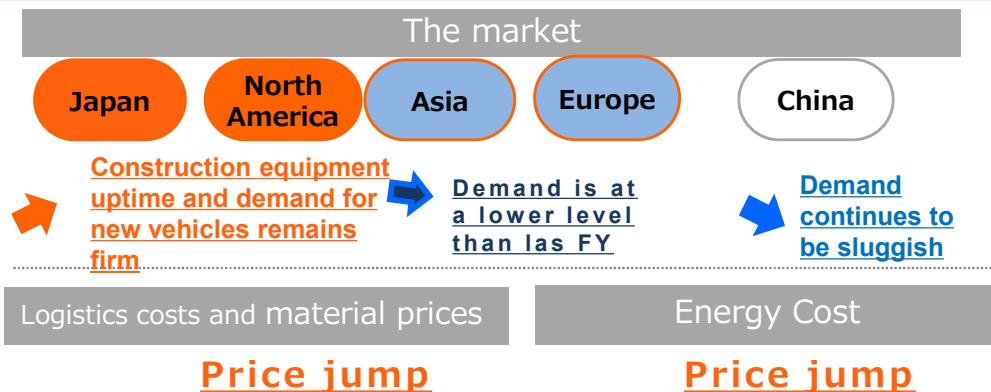 The market
Japan
North
America
Asia
Europe
China
Construction equipment
uptime and demand for
new vehicles remains
firm
Demand is at
a lower level
than las FY
Demand
continues to
be sluggish
Logistics costs and material prices
Energy Cost
Price jump
Price jump